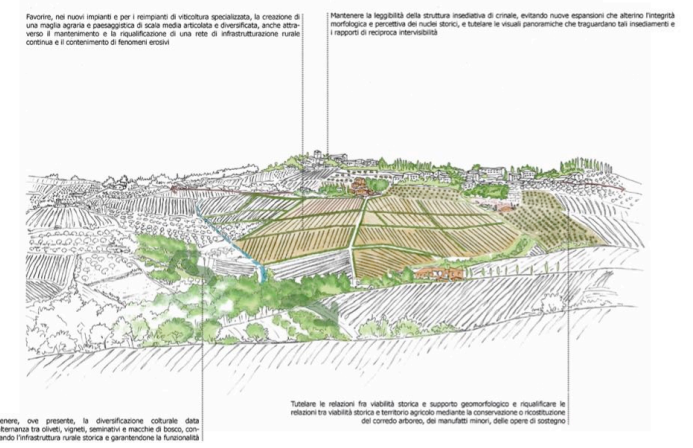 Favorire, nei nuovi impianti e per i reimpianti di viticoltura specializzata, la creazione di
una maglia agraria e paesaggistica di scala media articolata e diversificata, anche attra-
verso il mantenimento e la riqualificazione di una rete di infrastrutturazione rurale
continua e il contenimento di fenomeni erosivi
Mantenere la leggibilità della struttura insediativa di crinale, evitando nuove espansioni che alterino l'integrità
morfologica e percettiva dei nuclei storici, e tutelare le visuali panoramiche che traguardano tali insediamenti e
i rapporti di reciproca intervisibilità
Tutelare le relazioni fra viabilità storica e supporto geomorfologico e riqualificare le
relazioni tra viabilità storica e territorio agricolo mediante la conservazione o ricostituzione
del corredo arboreo, dei manufatti minori, delle opere di sostegno
enere, ove presente, la diversificazione colturale data
lternanza tra oliveti, vigneti, seminativi e macchie di bosco, con-
ando l'infrastruttura rurale storica e garantendone la funzionalità